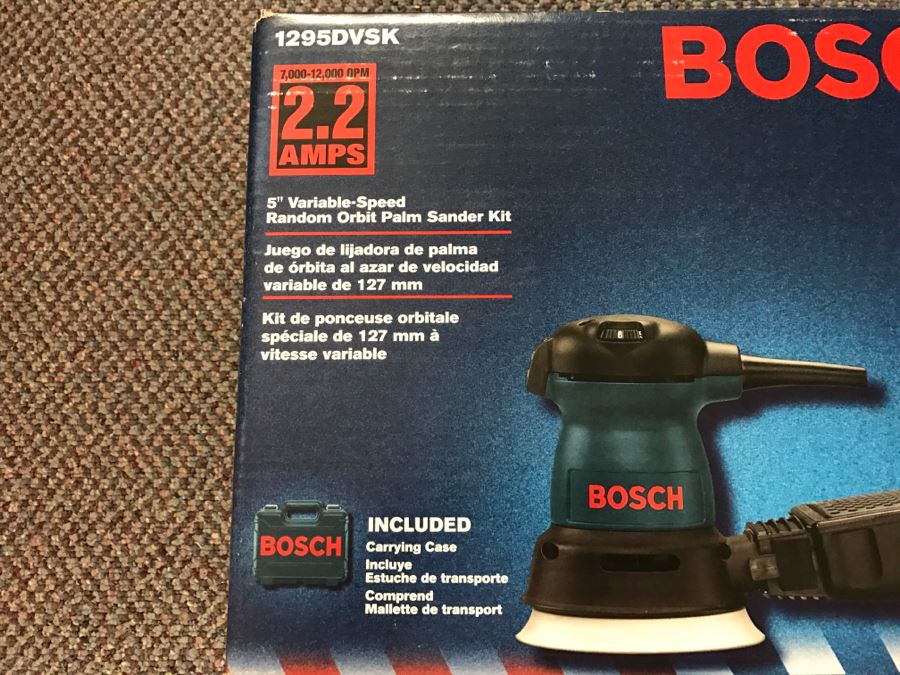 1295DVSK
BOSC
7,000-12,000 OPM
2.2
AMPS
5" Variable-Speed
Random Orbit Palm Sander Kit
Juego de lijadora de palma
de órbita al azar de velocidad
variable de 127 mm
Kit de ponceuse orbitale
spéciale de 127 mm à
vitesse variable
BOSCH
BOSCH
INCLUDED
Carrying Case
Incluye
Estuche de transporte
Comprend
Mallette de transport